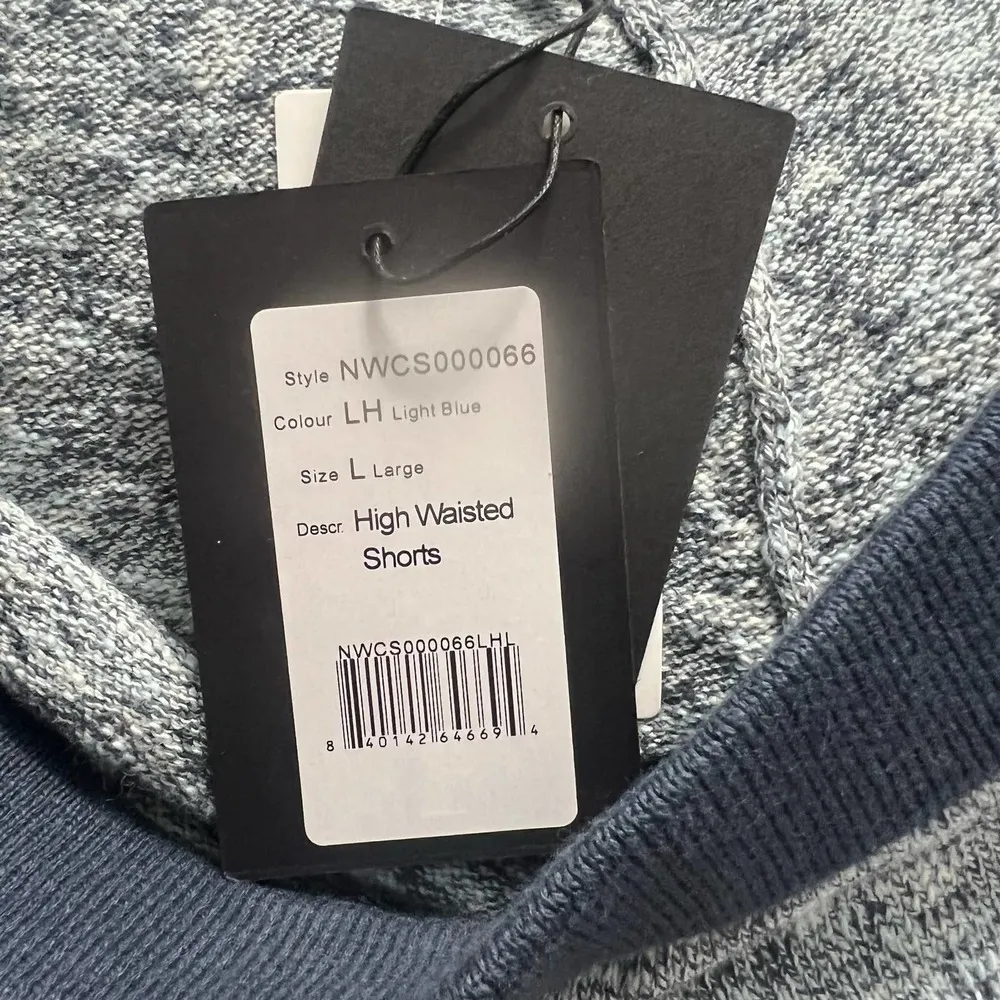 Style NWCS000066
Colour LH Light Blue
Size L Large
Descr. High Waisted
Shorts
NWCS000066LHL
8 40142 64669 4